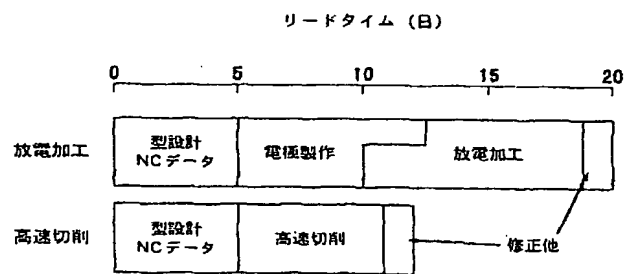 リードタイム (日)
0 5 10 15 20
放電加工
型設計
NCデータ
電極製作
放電加工
高速切削
型設計
NCデータ
高速切削
修正他